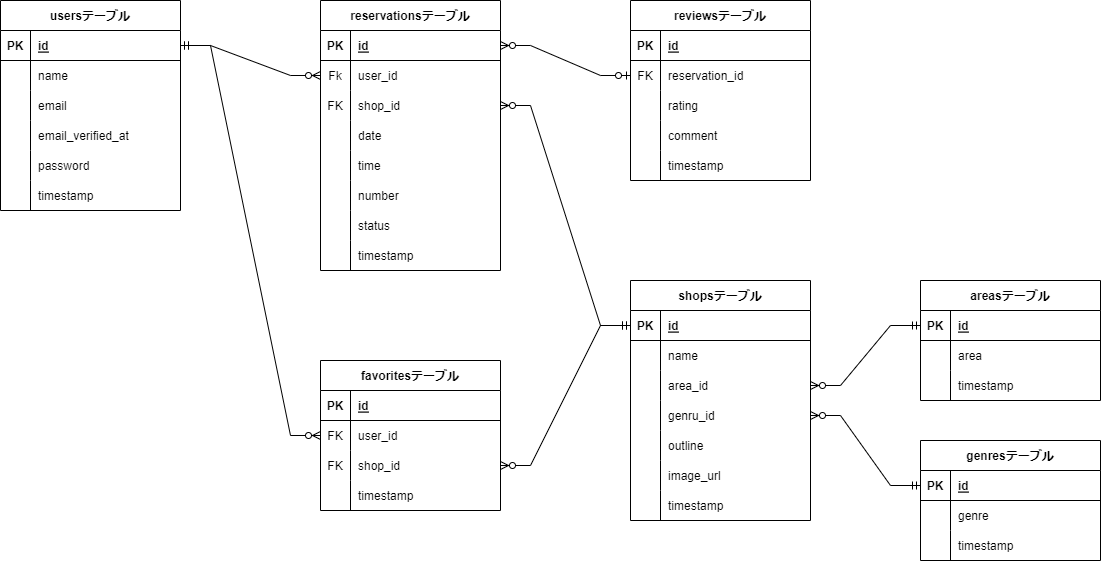 usersテーブル
PK id
name
email
email_verified_at
password
timestamp
reservationsテーブル
PK id
Fk user_id
FK shop_id
date
time
number
status
timestamp
reviewsテーブル
PK id
FK reservation_id
rating
comment
timestamp
favoritesテーブル
PK id
FK user_id
FK shop_id
timestamp
shopsテーブル
PK id
name
area_id
genru_id
outline
image_url
timestamp
areasテーブル
PK id
area
timestamp
genresテーブル
PK id
genre
timestamp